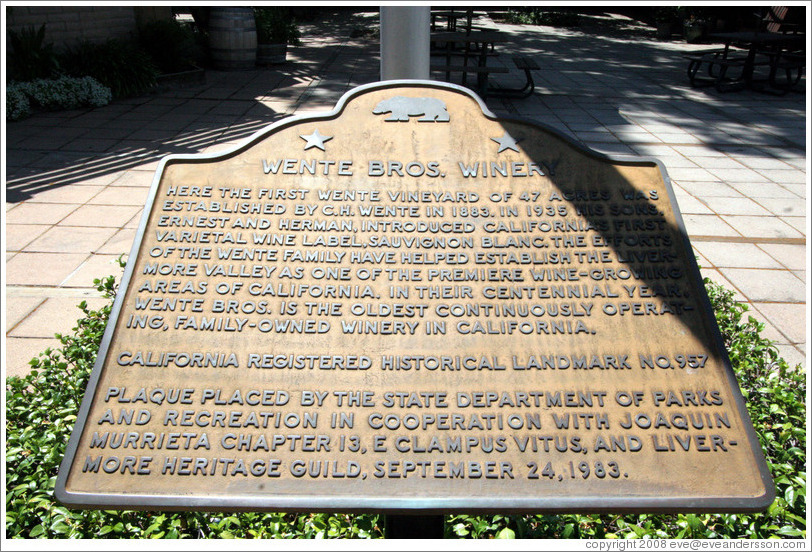 WENTE BROS. WINERY
HERE THE FIRST WENTE VINEYARD OF 47 ACRES WAS
ESTABLISHED BY C.H. WENTE IN 1883. IN 1935 HIS SONS,
ERNEST AND HERMAN, INTRODUCED CALIFORNIA'S FIRST
VARIETAL WINE LABEL, SAUVIGNON BLANC. THE EFFORTS
OF THE WENTE FAMILY HAVE HELPED ESTABLISH THE LIVER-
MORE VALLEY AS ONE OF THE PREMIERE WINE-GROWING
AREAS OF CALIFORNIA. IN THEIR CENTENNIAL YEAR,
WENTE BROS. IS THE OLDEST CONTINUOUSLY OPERAT-
ING, FAMILY-OWNED WINERY IN CALIFORNIA.
CALIFORNIA REGISTERED HISTORICAL LANDMARK NO. 957
PLAQUE PLACED BY THE STATE DEPARTMENT OF PARKS
AND RECREATION IN COOPERATION WITH JOAQUIN
MURRIETA CHAPTER 13, E CLAMPUS VITUS, AND LIVER-
MORE HERITAGE GUILD, SEPTEMBER 24, 1983.
copyright © 2008 eve@eveandersson.com